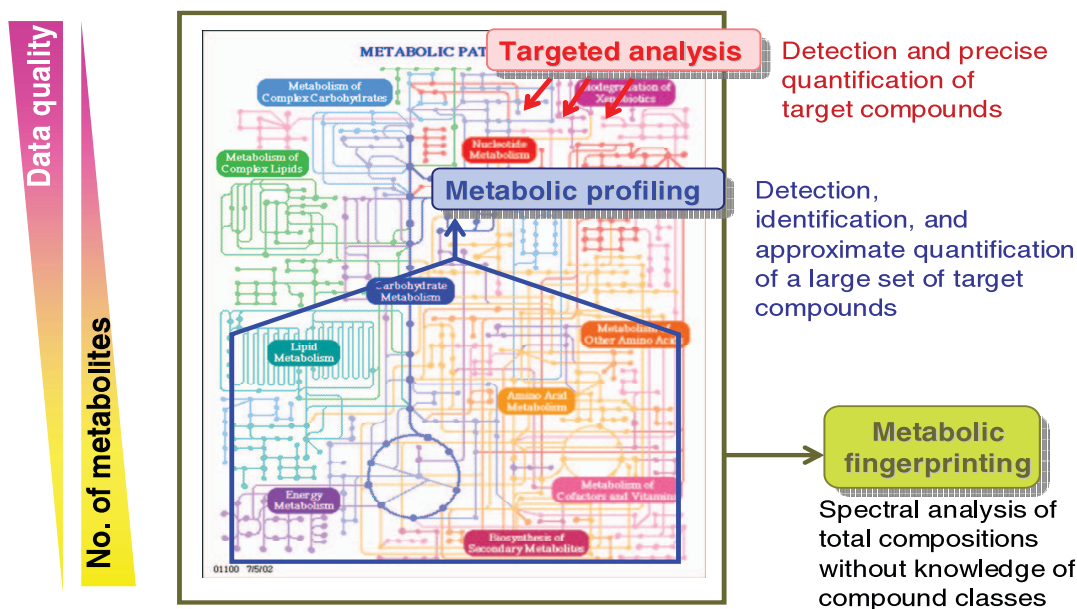 Data quality
No. of metabolites
METABOLIC PAT
Targeted analysis
Detection and precise
quantification of
target compounds
Metabolism of
Complex Carbohydrates
Biodegradation of
Xenobiotics
Nucleotide
Metabolism
Metabolism of
Complex Lipids
Metabolic profiling
Detection,
identification, and
approximate quantification
of a large set of target
compounds
Carbohydrate
Metabolism
Lipid
Metabolism
Metabolism of
Other Amino Acids
Amino Acid
Metabolism
Metabolic
fingerprinting
Spectral analysis of
total compositions
without knowledge of
compound classes
Energy
Metabolism
Metabolism of
Cofactors and Vitamins
Biosynthesis of
Secondary Metabolites
01100 7/5/02